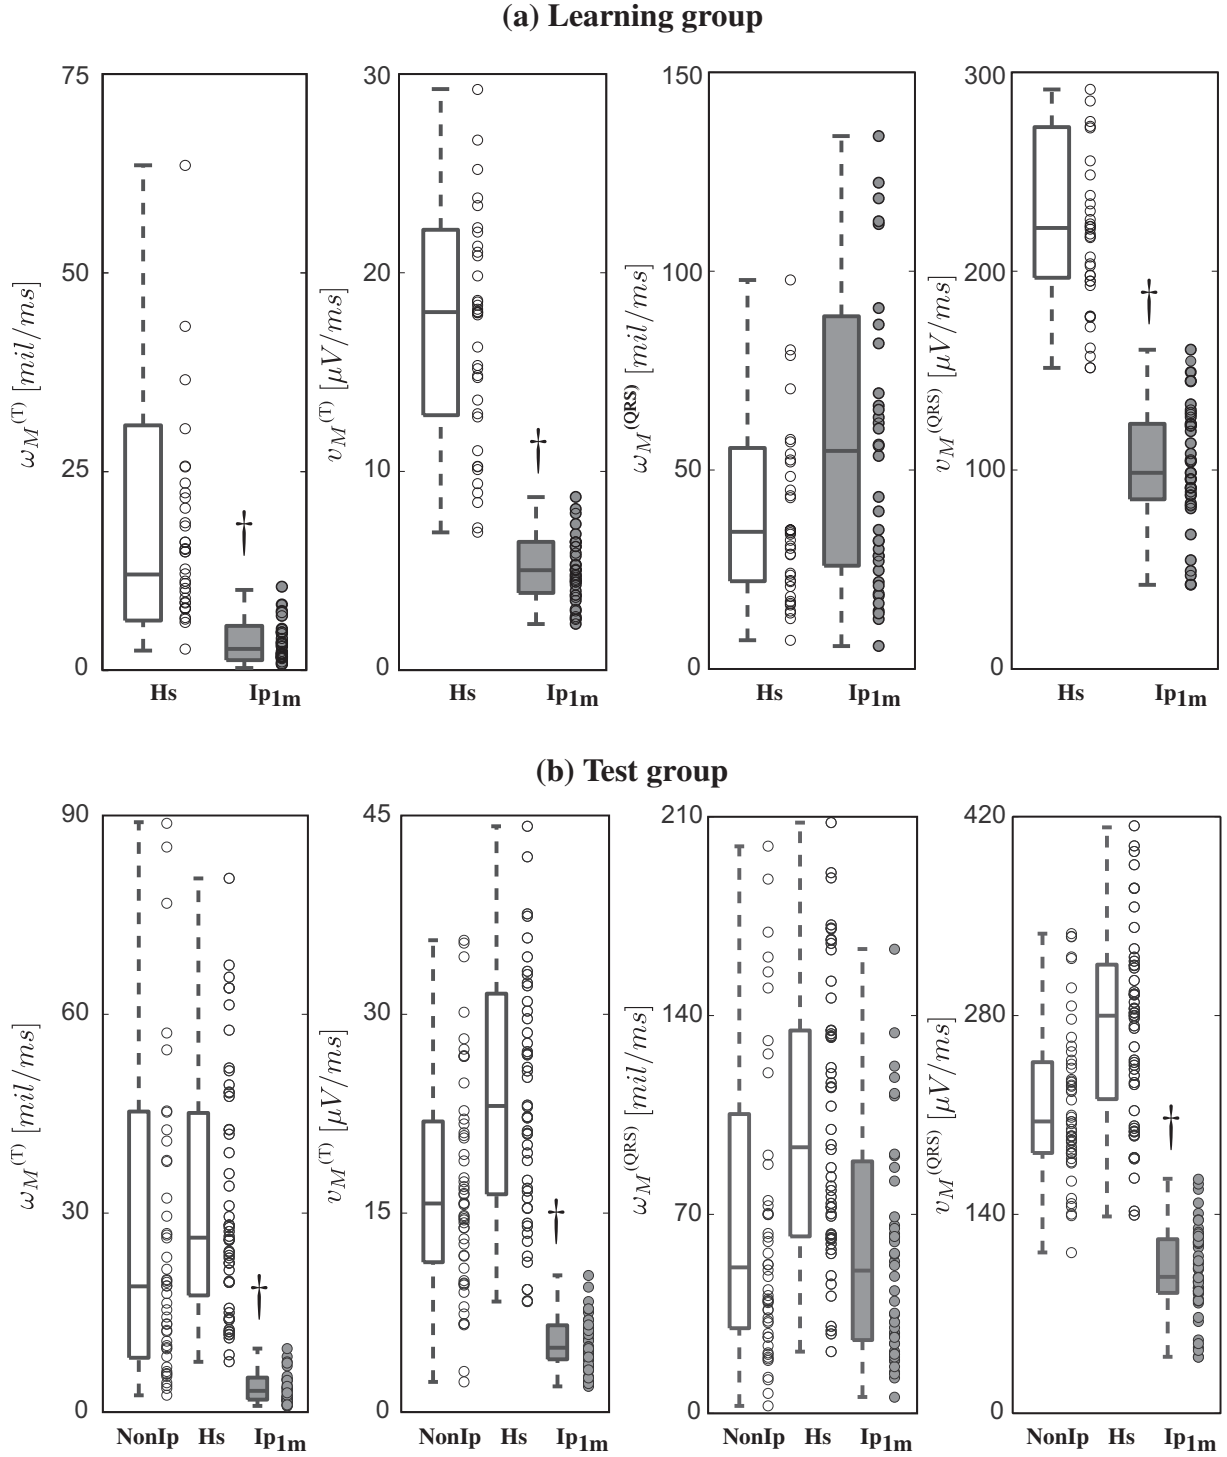 (a) Learning group
75
50
25
0
ω_M^(T) [mil/ms]
†
Hs Ip1m
30
20
10
0
v_M^(T) [μV/ms]
†
Hs Ip1m
150
100
50
0
ω_M^(QRS) [mil/ms]
Hs Ip1m
300
200
100
0
v_M^(QRS) [μV/ms]
†
Hs Ip1m
(b) Test group
90
60
30
0
ω_M^(T) [mil/ms]
†
NonIp Hs Ip1m
45
30
15
0
v_M^(T) [μV/ms]
†
NonIp Hs Ip1m
210
140
70
0
ω_M^(QRS) [mil/ms]
NonIp Hs Ip1m
420
280
140
0
v_M^(QRS) [μV/ms]
†
NonIp Hs Ip1m